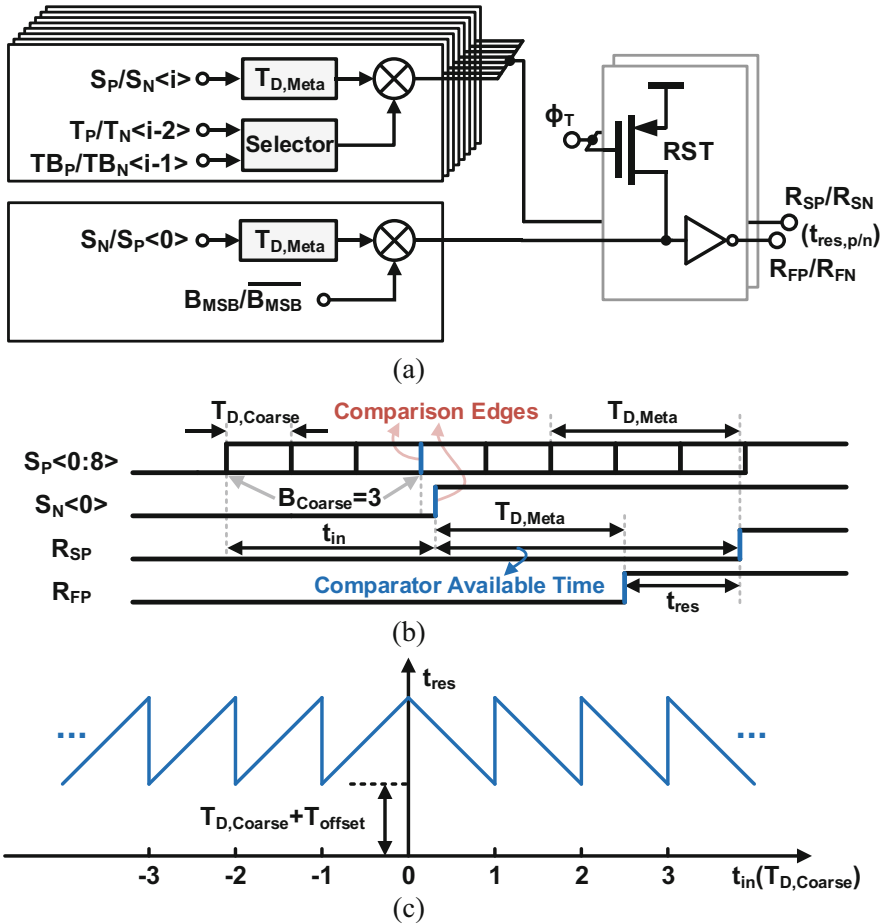 S_P/S_N<i>
T_D,Meta
T_P/T_N<i-2>
TB_P/TB_N<i-1>
Selector
S_N/S_P<0>
T_D,Meta
B_MSB/B̅_MSB
ϕ_T
RST
R_SP/R_SN
(t_res,p/n)
R_FP/R_FN
(a)
T_D,Coarse
Comparison Edges
T_D,Meta
S_P<0:8>
B_Coarse=3
S_N<0>
T_D,Meta
t_in
R_SP
Comparator Available Time
R_FP
t_res
(b)
t_res
... ...
T_D,Coarse+T_offset
-3 -2 -1 0 1 2 3 t_in(T_D,Coarse)
(c)